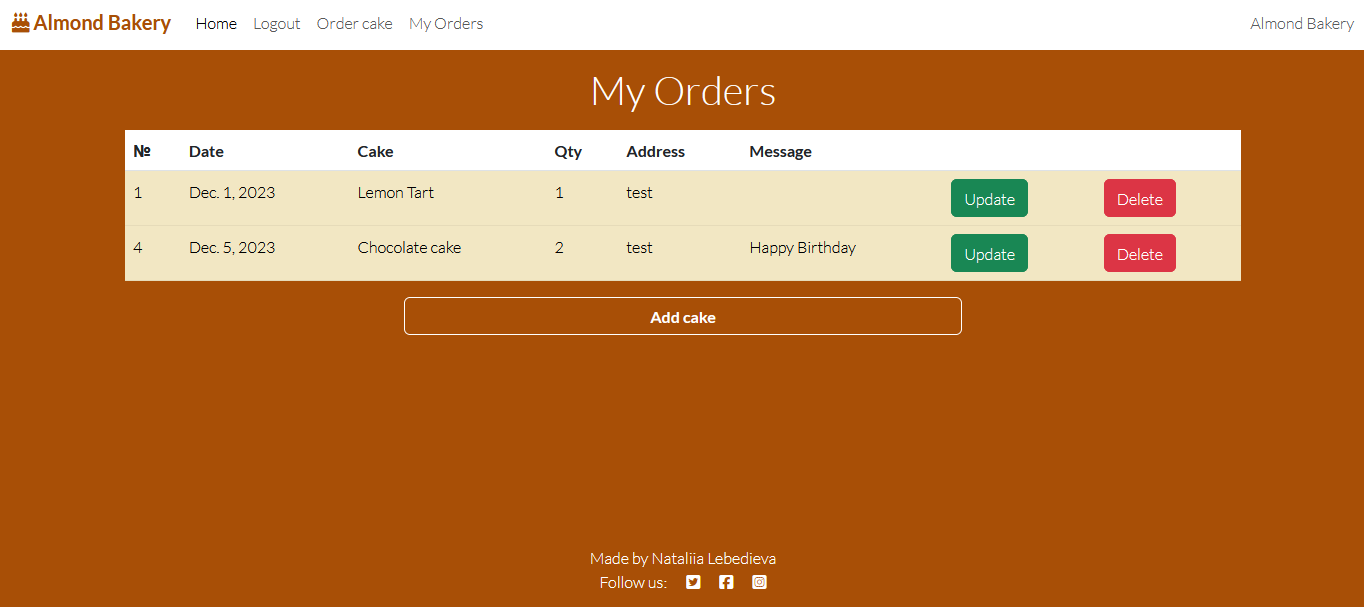 Almond Bakery Home Logout Order cake My Orders Almond Bakery
My Orders
№ Date Cake Qty Address Message
1 Dec. 1, 2023 Lemon Tart 1 test Update Delete
4 Dec. 5, 2023 Chocolate cake 2 test Happy Birthday Update Delete
Add cake
Made by Nataliia Lebedieva
Follow us: